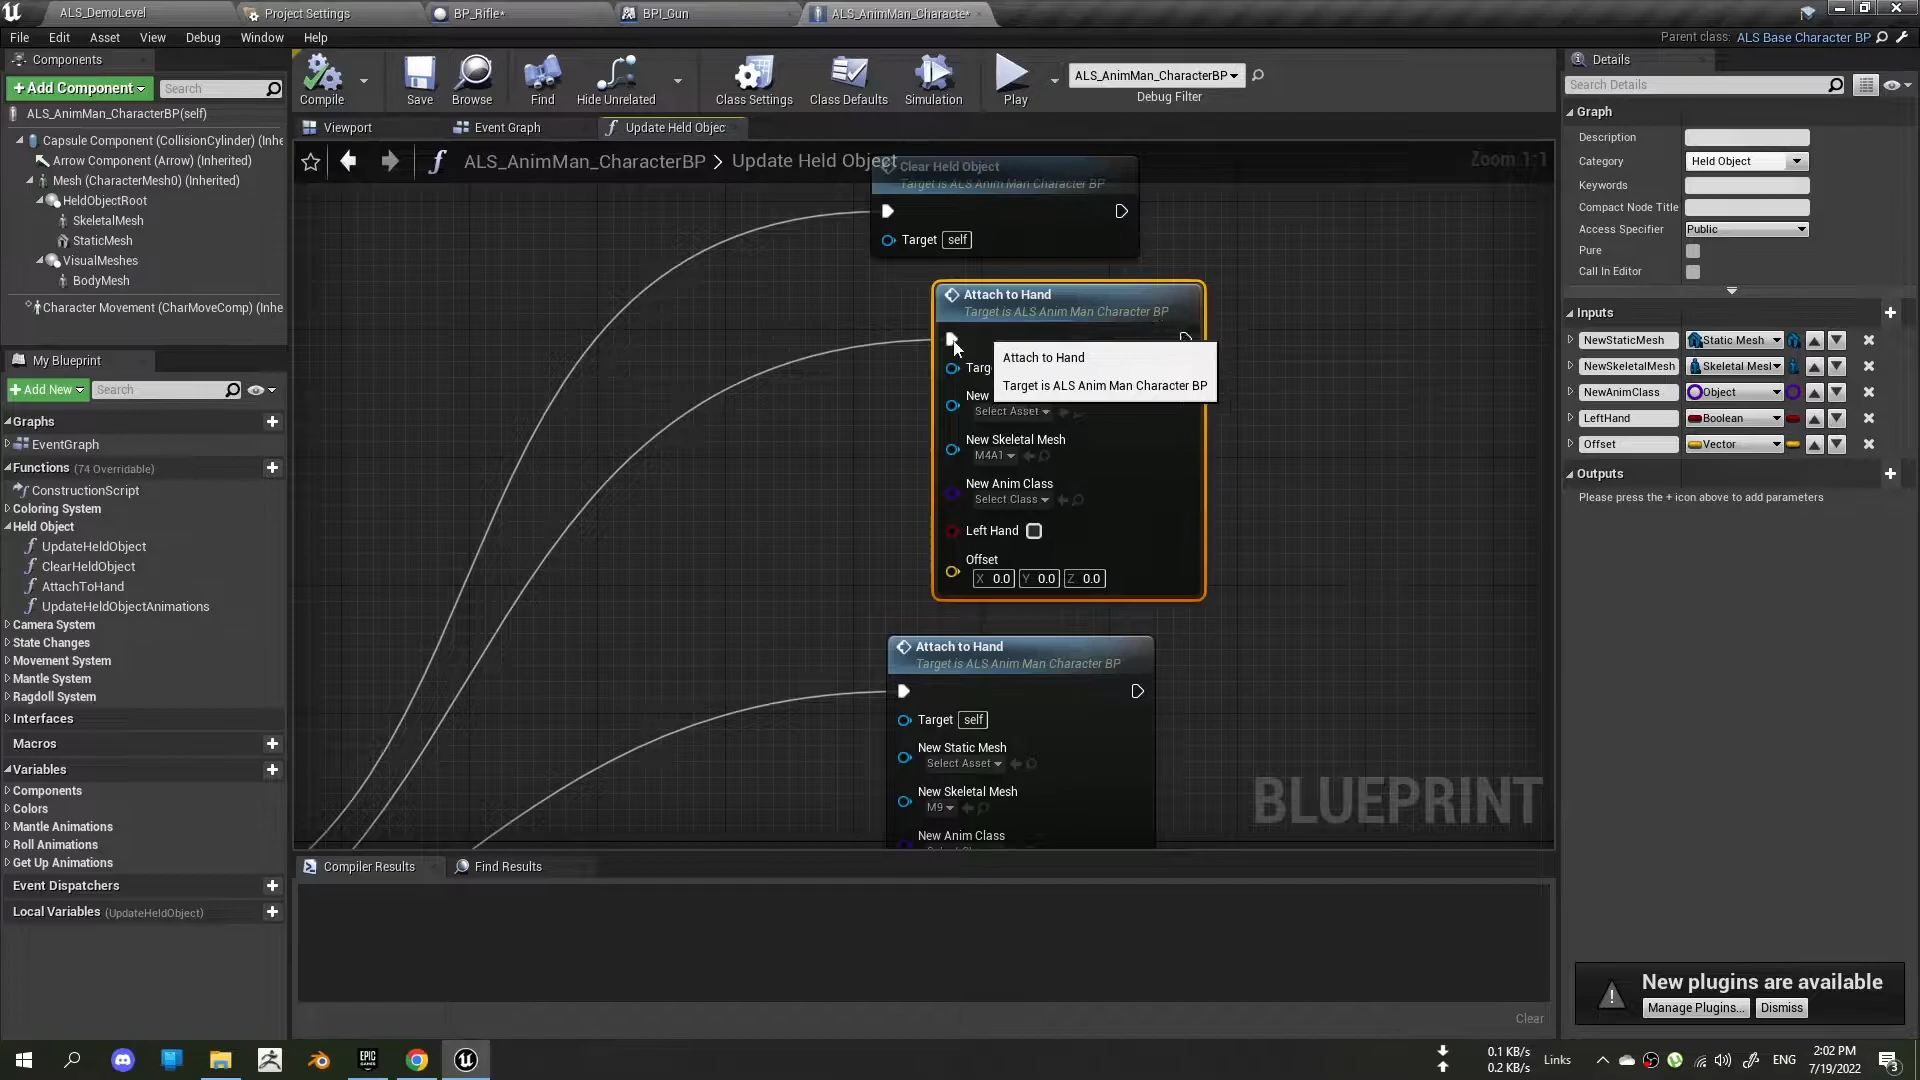 ALS_DemoLevel
Project Settings
BP_Rifle*
BPI_Gun
ALS_AnimMan_Characte*
File Edit Asset View Debug Window Help
Parent class: ALS Base Character BP
Components
+Add Component
Search
ALS_AnimMan_CharacterBP(self)
Capsule Component (CollisionCylinder) (Inhe
Arrow Component (Arrow) (Inherited)
Mesh (CharacterMesh0) (Inherited)
HeldObjectRoot
SkeletalMesh
StaticMesh
VisualMeshes
BodyMesh
Character Movement (CharMoveComp) (Inhe
My Blueprint
+Add New
Search
Graphs
EventGraph
Functions (74 Overridable)
ConstructionScript
Coloring System
Held Object
UpdateHeldObject
ClearHeldObject
AttachToHand
UpdateHeldObjectAnimations
Camera System
State Changes
Movement System
Mantle System
Ragdoll System
Interfaces
Macros
Variables
Components
Colors
Mantle Animations
Roll Animations
Get Up Animations
Event Dispatchers
Local Variables (UpdateHeldObject)
Compile
Save
Browse
Find
Hide Unrelated
Class Settings
Class Defaults
Simulation
Play
ALS_AnimMan_CharacterBP
Debug Filter
Viewport
Event Graph
Update Held Objec
ALS_AnimMan_CharacterBP > Update Held Object
Zoom 1:1
Clear Held Object
Target is ALS Anim Man Character BP
Target self
Attach to Hand
Target is ALS Anim Man Character BP
Attach to Hand
Target is ALS Anim Man Character BP
Targ
New
Select Asset
New Skeletal Mesh
M4A1
New Anim Class
Select Class
Left Hand
Offset
X 0.0 Y 0.0 Z 0.0
Attach to Hand
Target is ALS Anim Man Character BP
Target self
New Static Mesh
Select Asset
New Skeletal Mesh
M9
New Anim Class
BLUEPRINT
Compiler Results
Find Results
Clear
Details
Search Details
Graph
Description
Category Held Object
Keywords
Compact Node Title
Access Specifier Public
Pure
Call In Editor
Inputs
NewStaticMesh Static Mesh
NewSkeletalMesh Skeletal Mesl
NewAnimClass Object
LeftHand Boolean
Offset Vector
Outputs
Please press the + icon above to add parameters
New plugins are available
Manage Plugins... Dismiss
EPIC
GAMES
0.1 KB/s
0.2 KB/s
Links
ENG
2:02 PM
7/19/2022
3